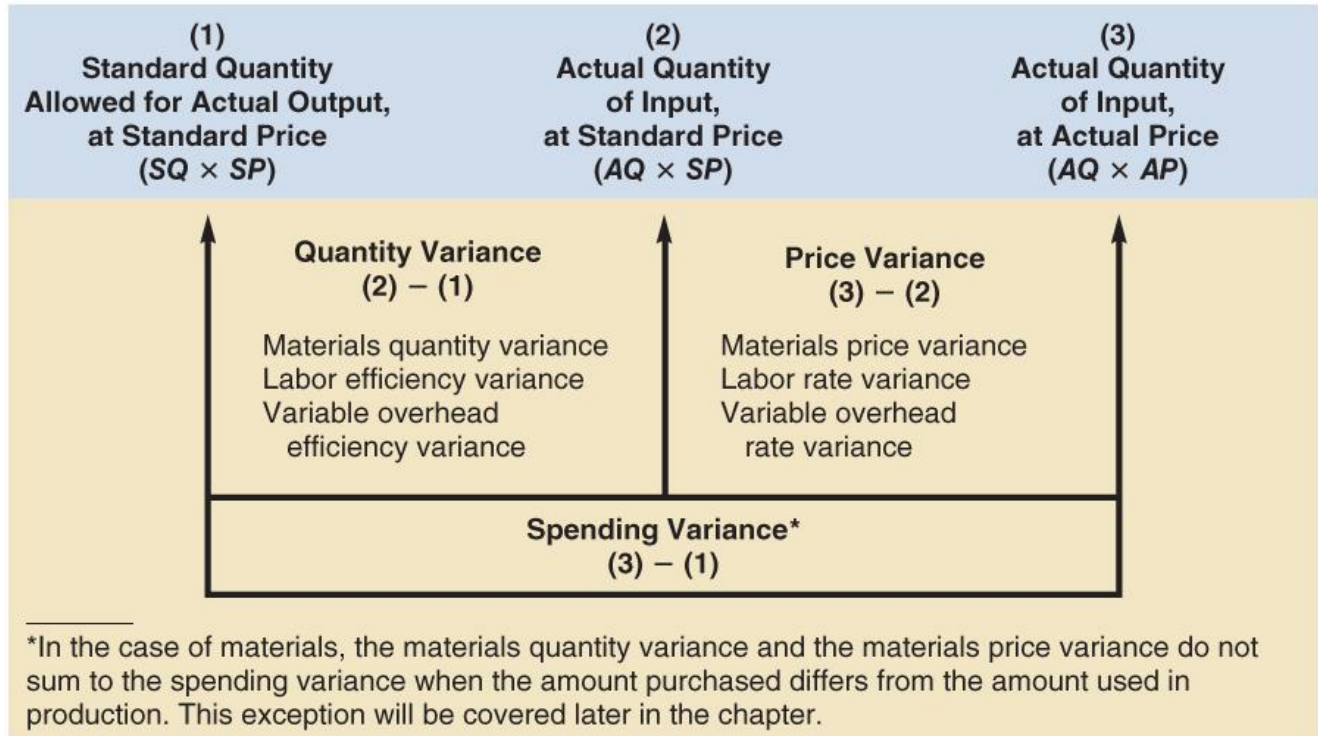 (1)
Standard Quantity
Allowed for Actual Output,
at Standard Price
(SQ × SP)
(2)
Actual Quantity
of Input,
at Standard Price
(AQ × SP)
(3)
Actual Quantity
of Input,
at Actual Price
(AQ × AP)
Quantity Variance
(2) − (1)
Materials quantity variance
Labor efficiency variance
Variable overhead
efficiency variance
Price Variance
(3) − (2)
Materials price variance
Labor rate variance
Variable overhead
rate variance
Spending Variance*
(3) − (1)
*In the case of materials, the materials quantity variance and the materials price variance do not
sum to the spending variance when the amount purchased differs from the amount used in
production. This exception will be covered later in the chapter.